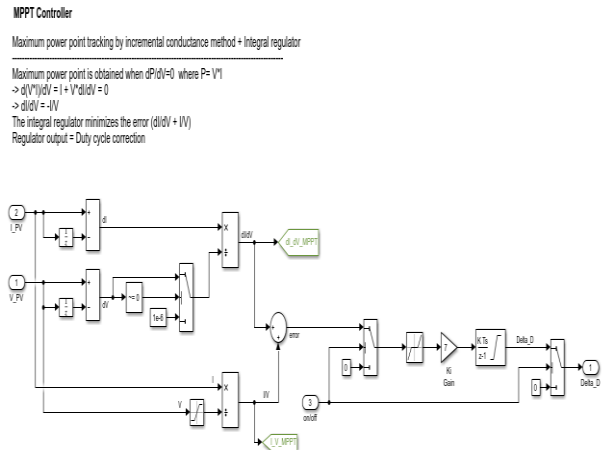 MPPT Controller
Maximum power point tracking by incremental conductance method + Integral regulator
Maximum power point is obtained when dP/dV=0 where P= V*I
-> d(V*I)/dV = I + V*dI/dV = 0
-> dI/dV = -I/V
The integral regulator minimizes the error (dI/dV + I/V)
Regulator output = Duty cycle correction
2
I_PV
dI
dI/dV
dI_dV_MPPT
1
V_PV
dV
~= 0
1e-6
error
0
7
Ki
Gain
K Ts
z-1
Delta_D
0
1
Delta_D
I
V
I/V
3
on/off
I_V_MPPT